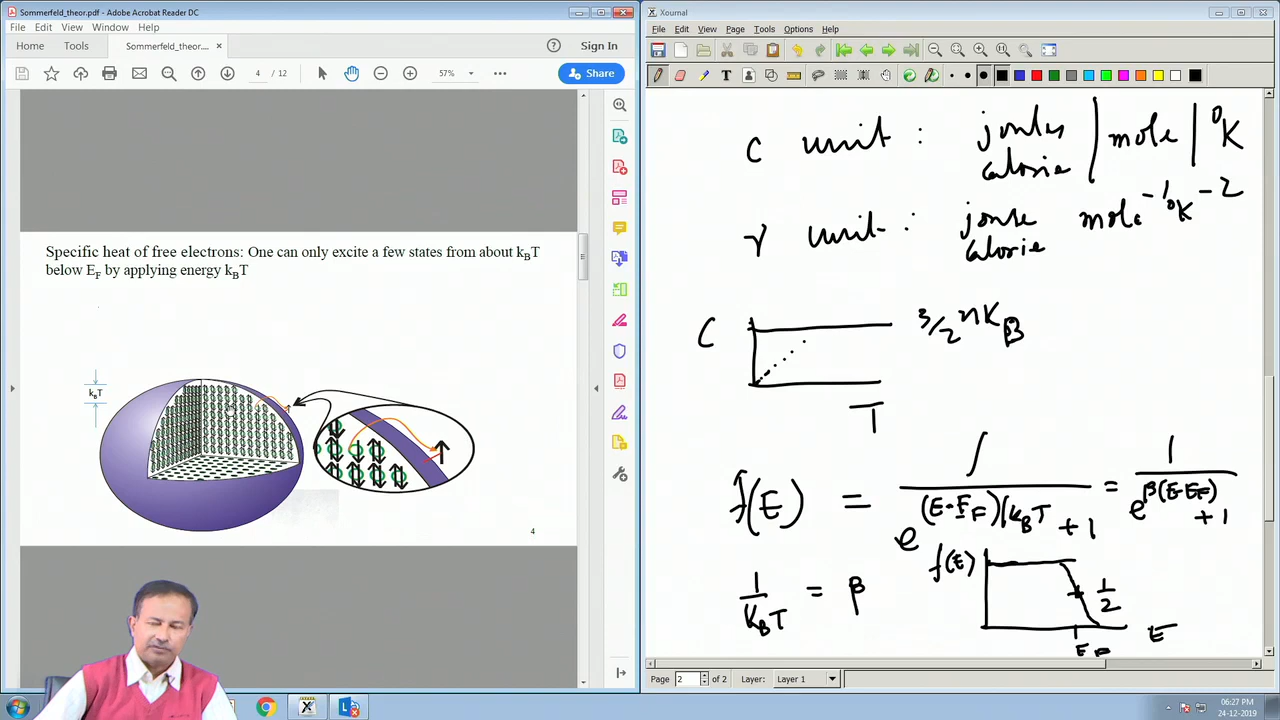 Sommerfeld_theor.pdf - Adobe Acrobat Reader DC
File Edit View Window Help
Home Tools Sommerfeld_theor.... × Sign In
4 / 12 57% Share
Specific heat of free electrons: One can only excite a few states from about kBT
below EF by applying energy kBT
kBT
4
Xournal
File Edit View Page Tools Options Help
C unit : joules | mole | °K
calorie
γ unit : joule mole⁻¹ °K⁻²
calorie
C 3/2 nKB
T
f(E) = 1 / e^(E-EF)/kBT + 1 = 1 / e^β(E-EF) + 1
1/KBT = β
f(E) 1/2
EF E
Page 2 of 2 Layer: Layer 1
06:27 PM
24-12-2019